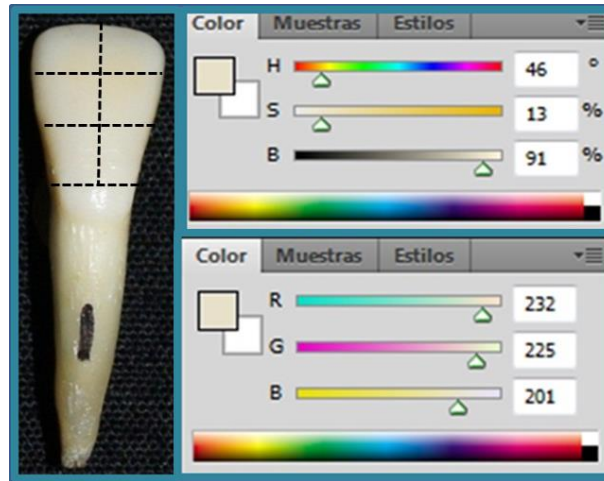 Color Muestras Estilos
H 46 °
S 13 %
B 91 %
Color Muestras Estilos
R 232
G 225
B 201